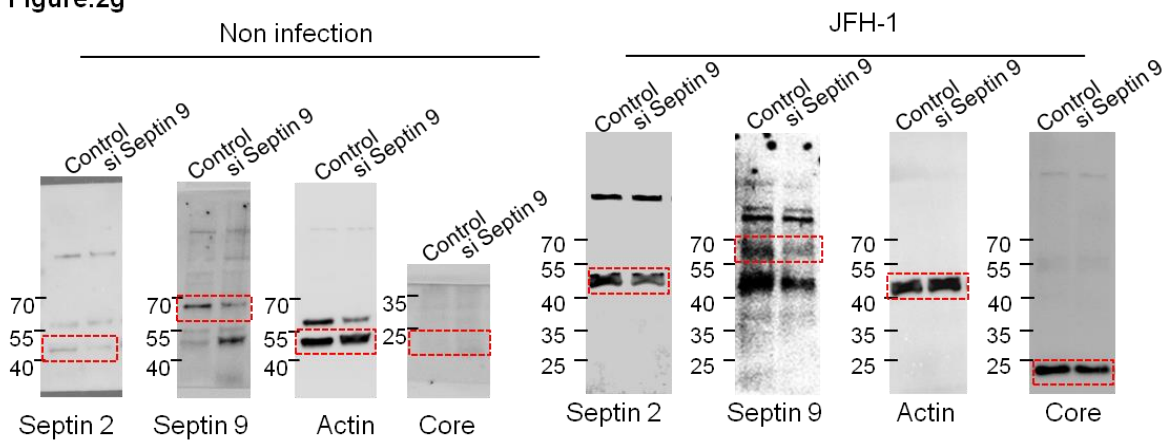 Figure.2g
Non infection
JFH-1
Control
si Septin 9
Control
si Septin 9
Control
si Septin 9
Control
si Septin 9
Control
si Septin 9
Control
si Septin 9
Control
si Septin 9
Control
si Septin 9
70
55
40
70
55
40
70
55
40
35
25
70
55
40
35
25
70
55
40
35
25
70
55
40
35
25
70
55
40
35
25
Septin 2
Septin 9
Actin
Core
Septin 2
Septin 9
Actin
Core